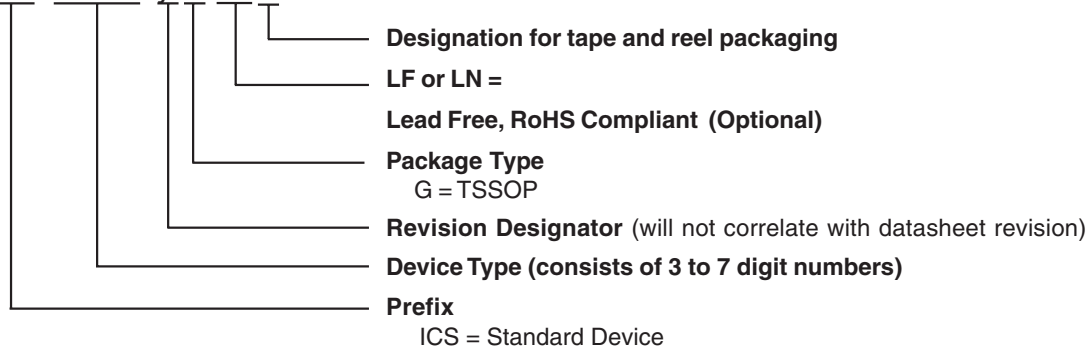 Designation for tape and reel packaging
LF or LN =
Lead Free, RoHS Compliant (Optional)
Package Type
G = TSSOP
Revision Designator (will not correlate with datasheet revision)
Device Type (consists of 3 to 7 digit numbers)
Prefix
ICS = Standard Device